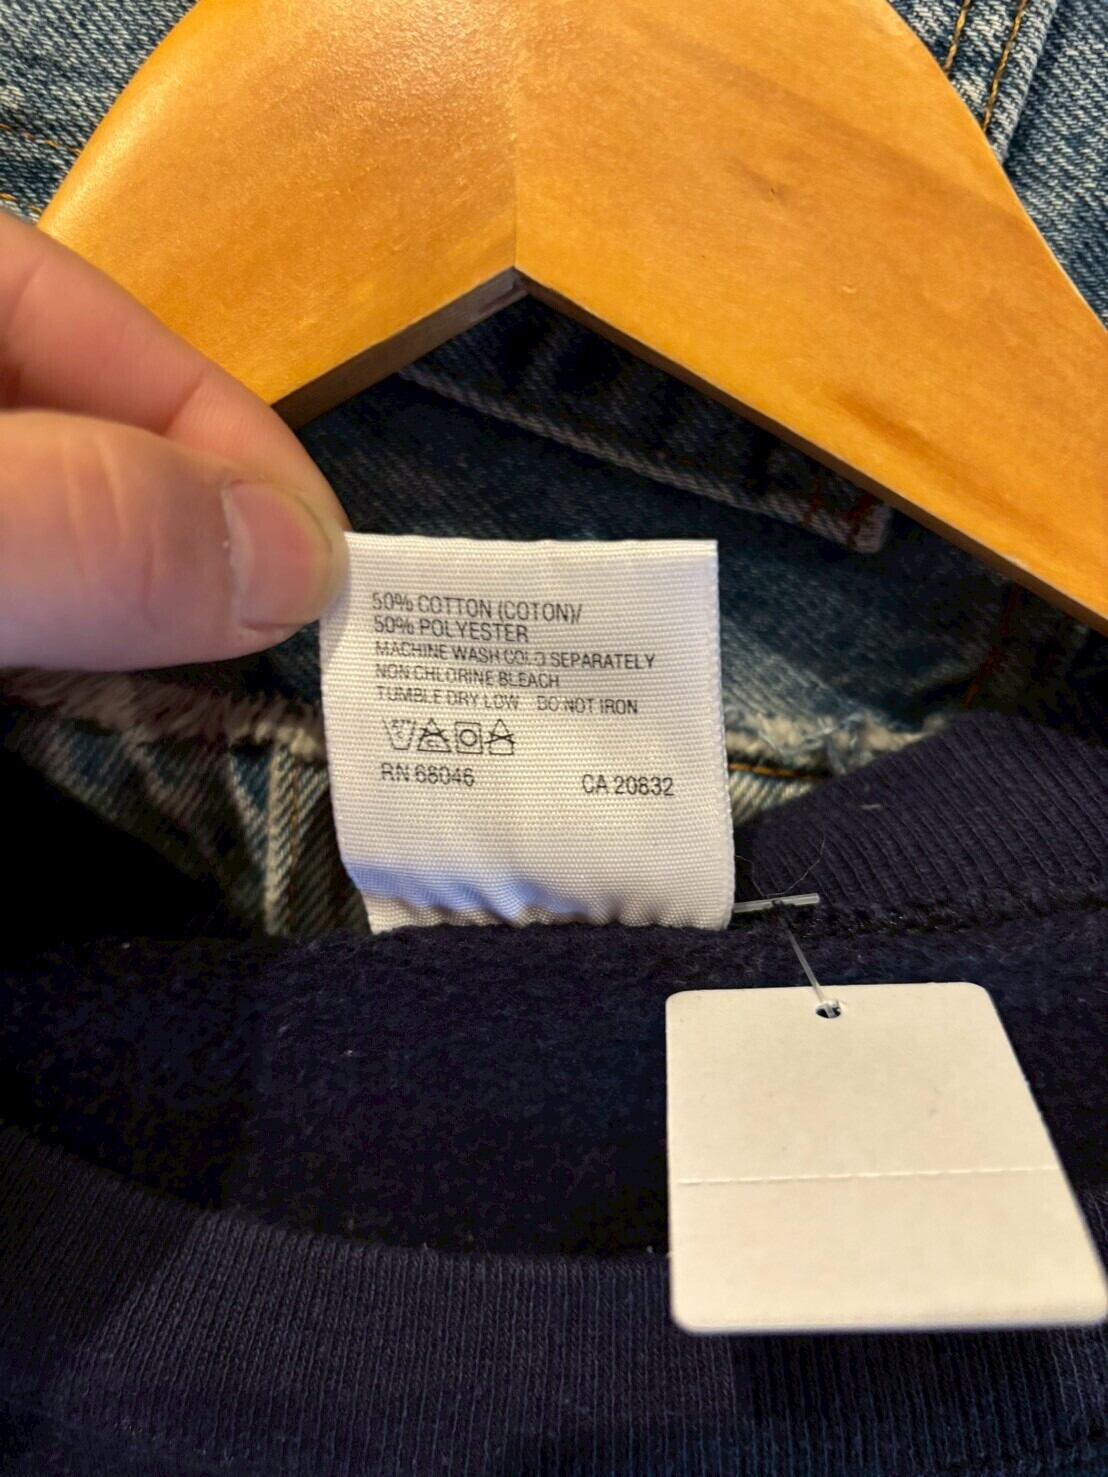 50% COTTON (COTON)/
50% POLYESTER
MACHINE WASH COLD SEPARATELY
NON CHLORINE BLEACH
TUMBLE DRY LOW DO NOT IRON
RN 66046 CA 20832